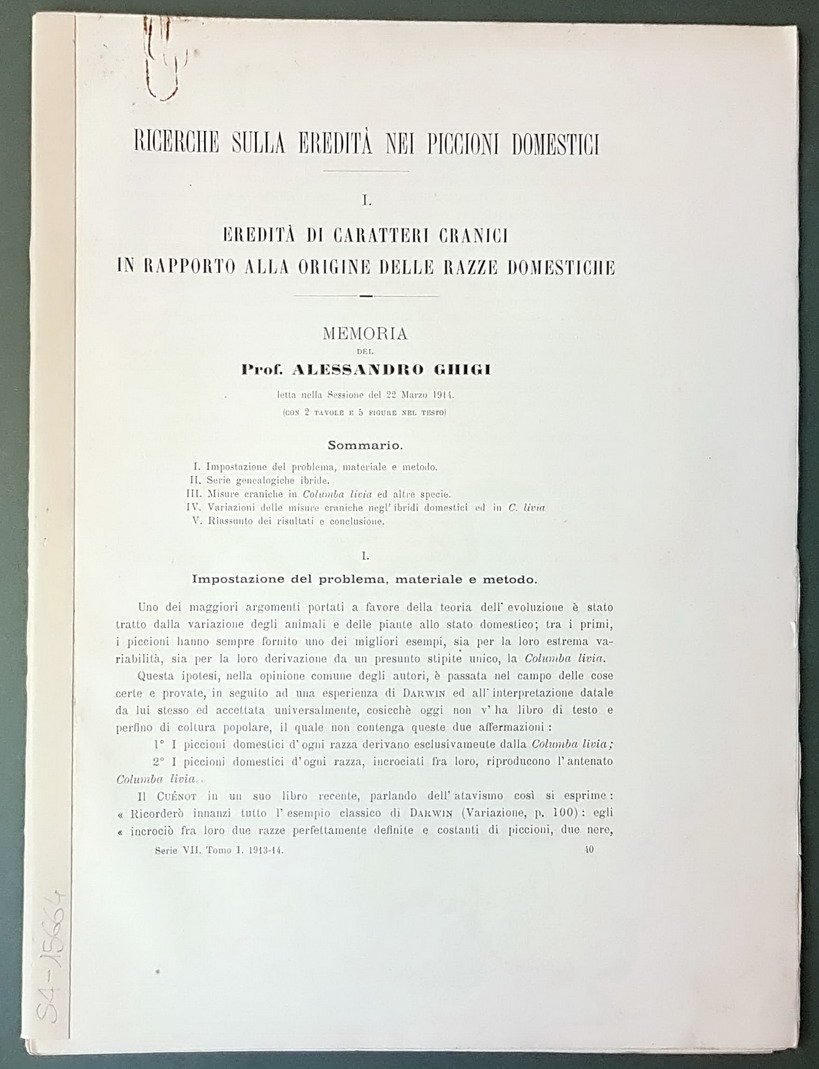 RICERCHE SULLA EREDITÀ NEI PICCIONI DOMESTICI
I.
EREDITÀ DI CARATTERI CRANICI
IN RAPPORTO ALLA ORIGINE DELLE RAZZE DOMESTICHE
MEMORIA
DEL
Prof. ALESSANDRO GHIGI
letta nella Sessione del 22 Marzo 1914.
(CON 2 TAVOLE E 5 FIGURE NEL TESTO)
Sommario.
I. Impostazione del problema, materiale e metodo.
II. Serie genealogiche ibride.
III. Misure craniche in Columba livia ed altre specie.
IV. Variazioni delle misure craniche negl' ibridi domestici ed in C. livia
V. Riassunto dei risultati e conclusione.
I.
Impostazione del problema, materiale e metodo.
Uno dei maggiori argomenti portati a favore della teoria dell' evoluzione è stato
tratto dalla variazione degli animali e delle piante allo stato domestico; tra i primi,
i piccioni hanno sempre fornito uno dei migliori esempi, sia per la loro estrema va-
riabilità, sia per la loro derivazione da un presunto stipite unico, la Columba livia.
Questa ipotesi, nella opinione comune degli autori, è passata nel campo delle cose
certe e provate, in seguito ad una esperienza di DARWIN ed all' interpretazione datale
da lui stesso ed accettata universalmente, cosicchè oggi non v' ha libro di testo e
perfino di coltura popolare, il quale non contenga queste due affermazioni :
1° I piccioni domestici d' ogni razza derivano esclusivamente dalla Columba livia;
2° I piccioni domestici d' ogni razza, incrociati fra loro, riproducono l' antenato
Columba livia.
Il CUÉNOT in un suo libro recente, parlando dell' atavismo così si esprime :
« Ricorderò innanzi tutto l' esempio classico di DARWIN (Variazione, p. 100) : egli
« incrociò fra loro due razze perfettamente definite e costanti di piccioni, due nere,
Serie VII. Tomo I. 1913-14.
40
S4-15664